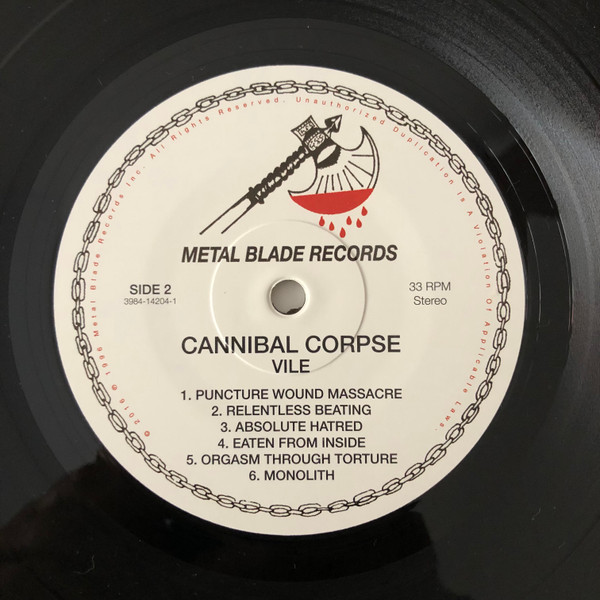 METAL BLADE RECORDS
SIDE 2
3984-14204-1
33 RPM
Stereo
CANNIBAL CORPSE
VILE
1. PUNCTURE WOUND MASSACRE
2. RELENTLESS BEATING
3. ABSOLUTE HATRED
4. EATEN FROM INSIDE
5. ORGASM THROUGH TORTURE
6. MONOLITH
© 2016 ℗ 1996 Metal Blade Records Inc. All Rights Reserved. Unauthorized Duplication Is A Violation Of Applicable Laws.